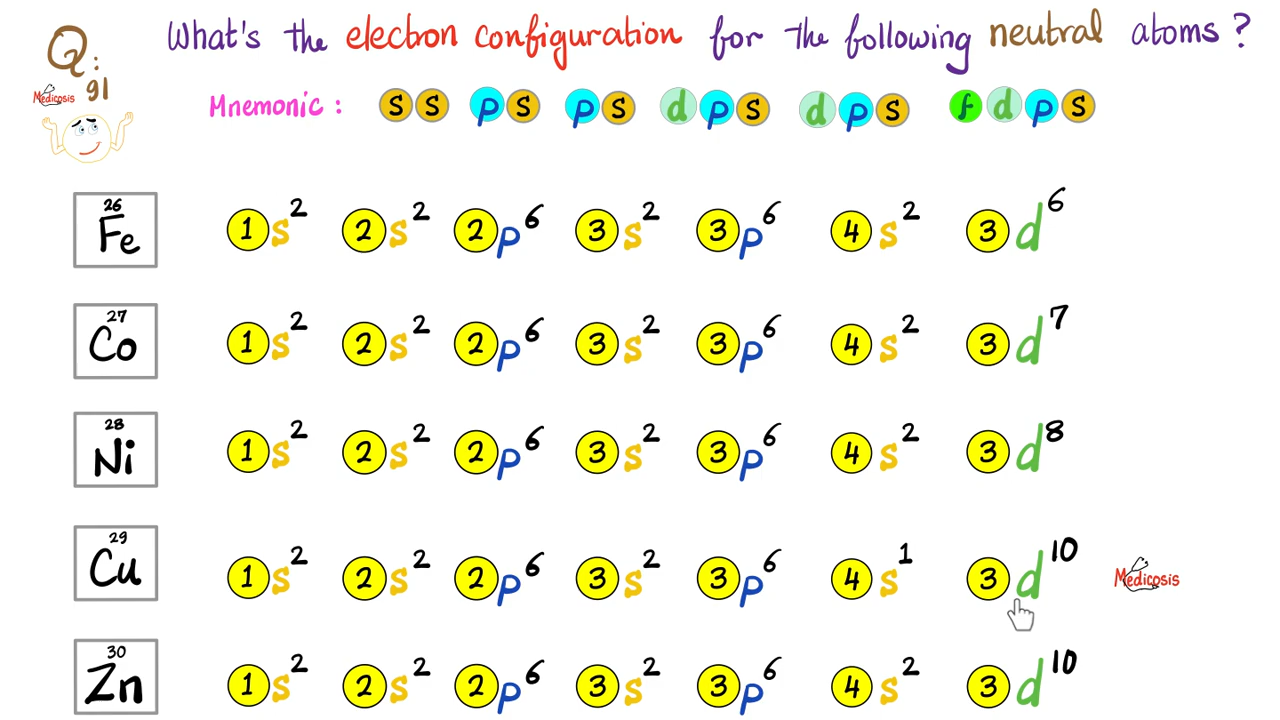 Q: 91
What's the electron configuration for the following neutral atoms?
Medicosis
Mnemonic: s s p s p s d p s d p s f d p s
26 Fe 1s² 2s² 2p⁶ 3s² 3p⁶ 4s² 3d⁶
27 Co 1s² 2s² 2p⁶ 3s² 3p⁶ 4s² 3d⁷
28 Ni 1s² 2s² 2p⁶ 3s² 3p⁶ 4s² 3d⁸
29 Cu 1s² 2s² 2p⁶ 3s² 3p⁶ 4s¹ 3d¹⁰
Medicosis
30 Zn 1s² 2s² 2p⁶ 3s² 3p⁶ 4s² 3d¹⁰